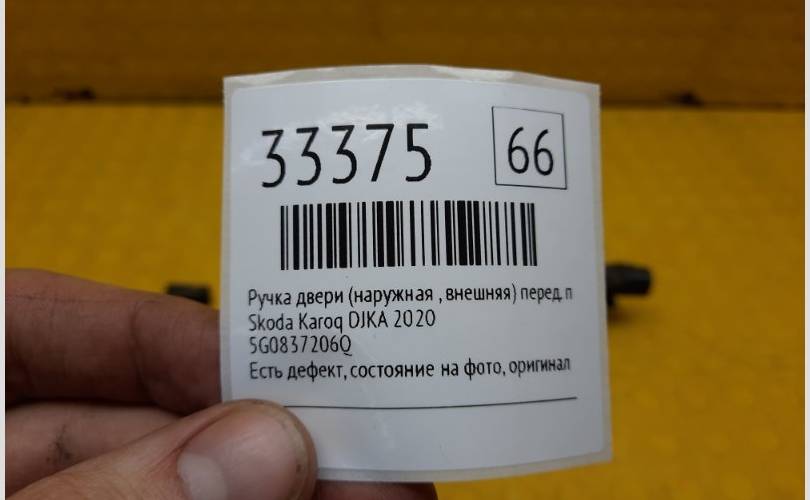 33375
66
Ручка двери (наружная , внешняя) перед. п
Skoda Karoq DJKA 2020
5G0837206Q
Есть дефект, состояние на фото, оригинал